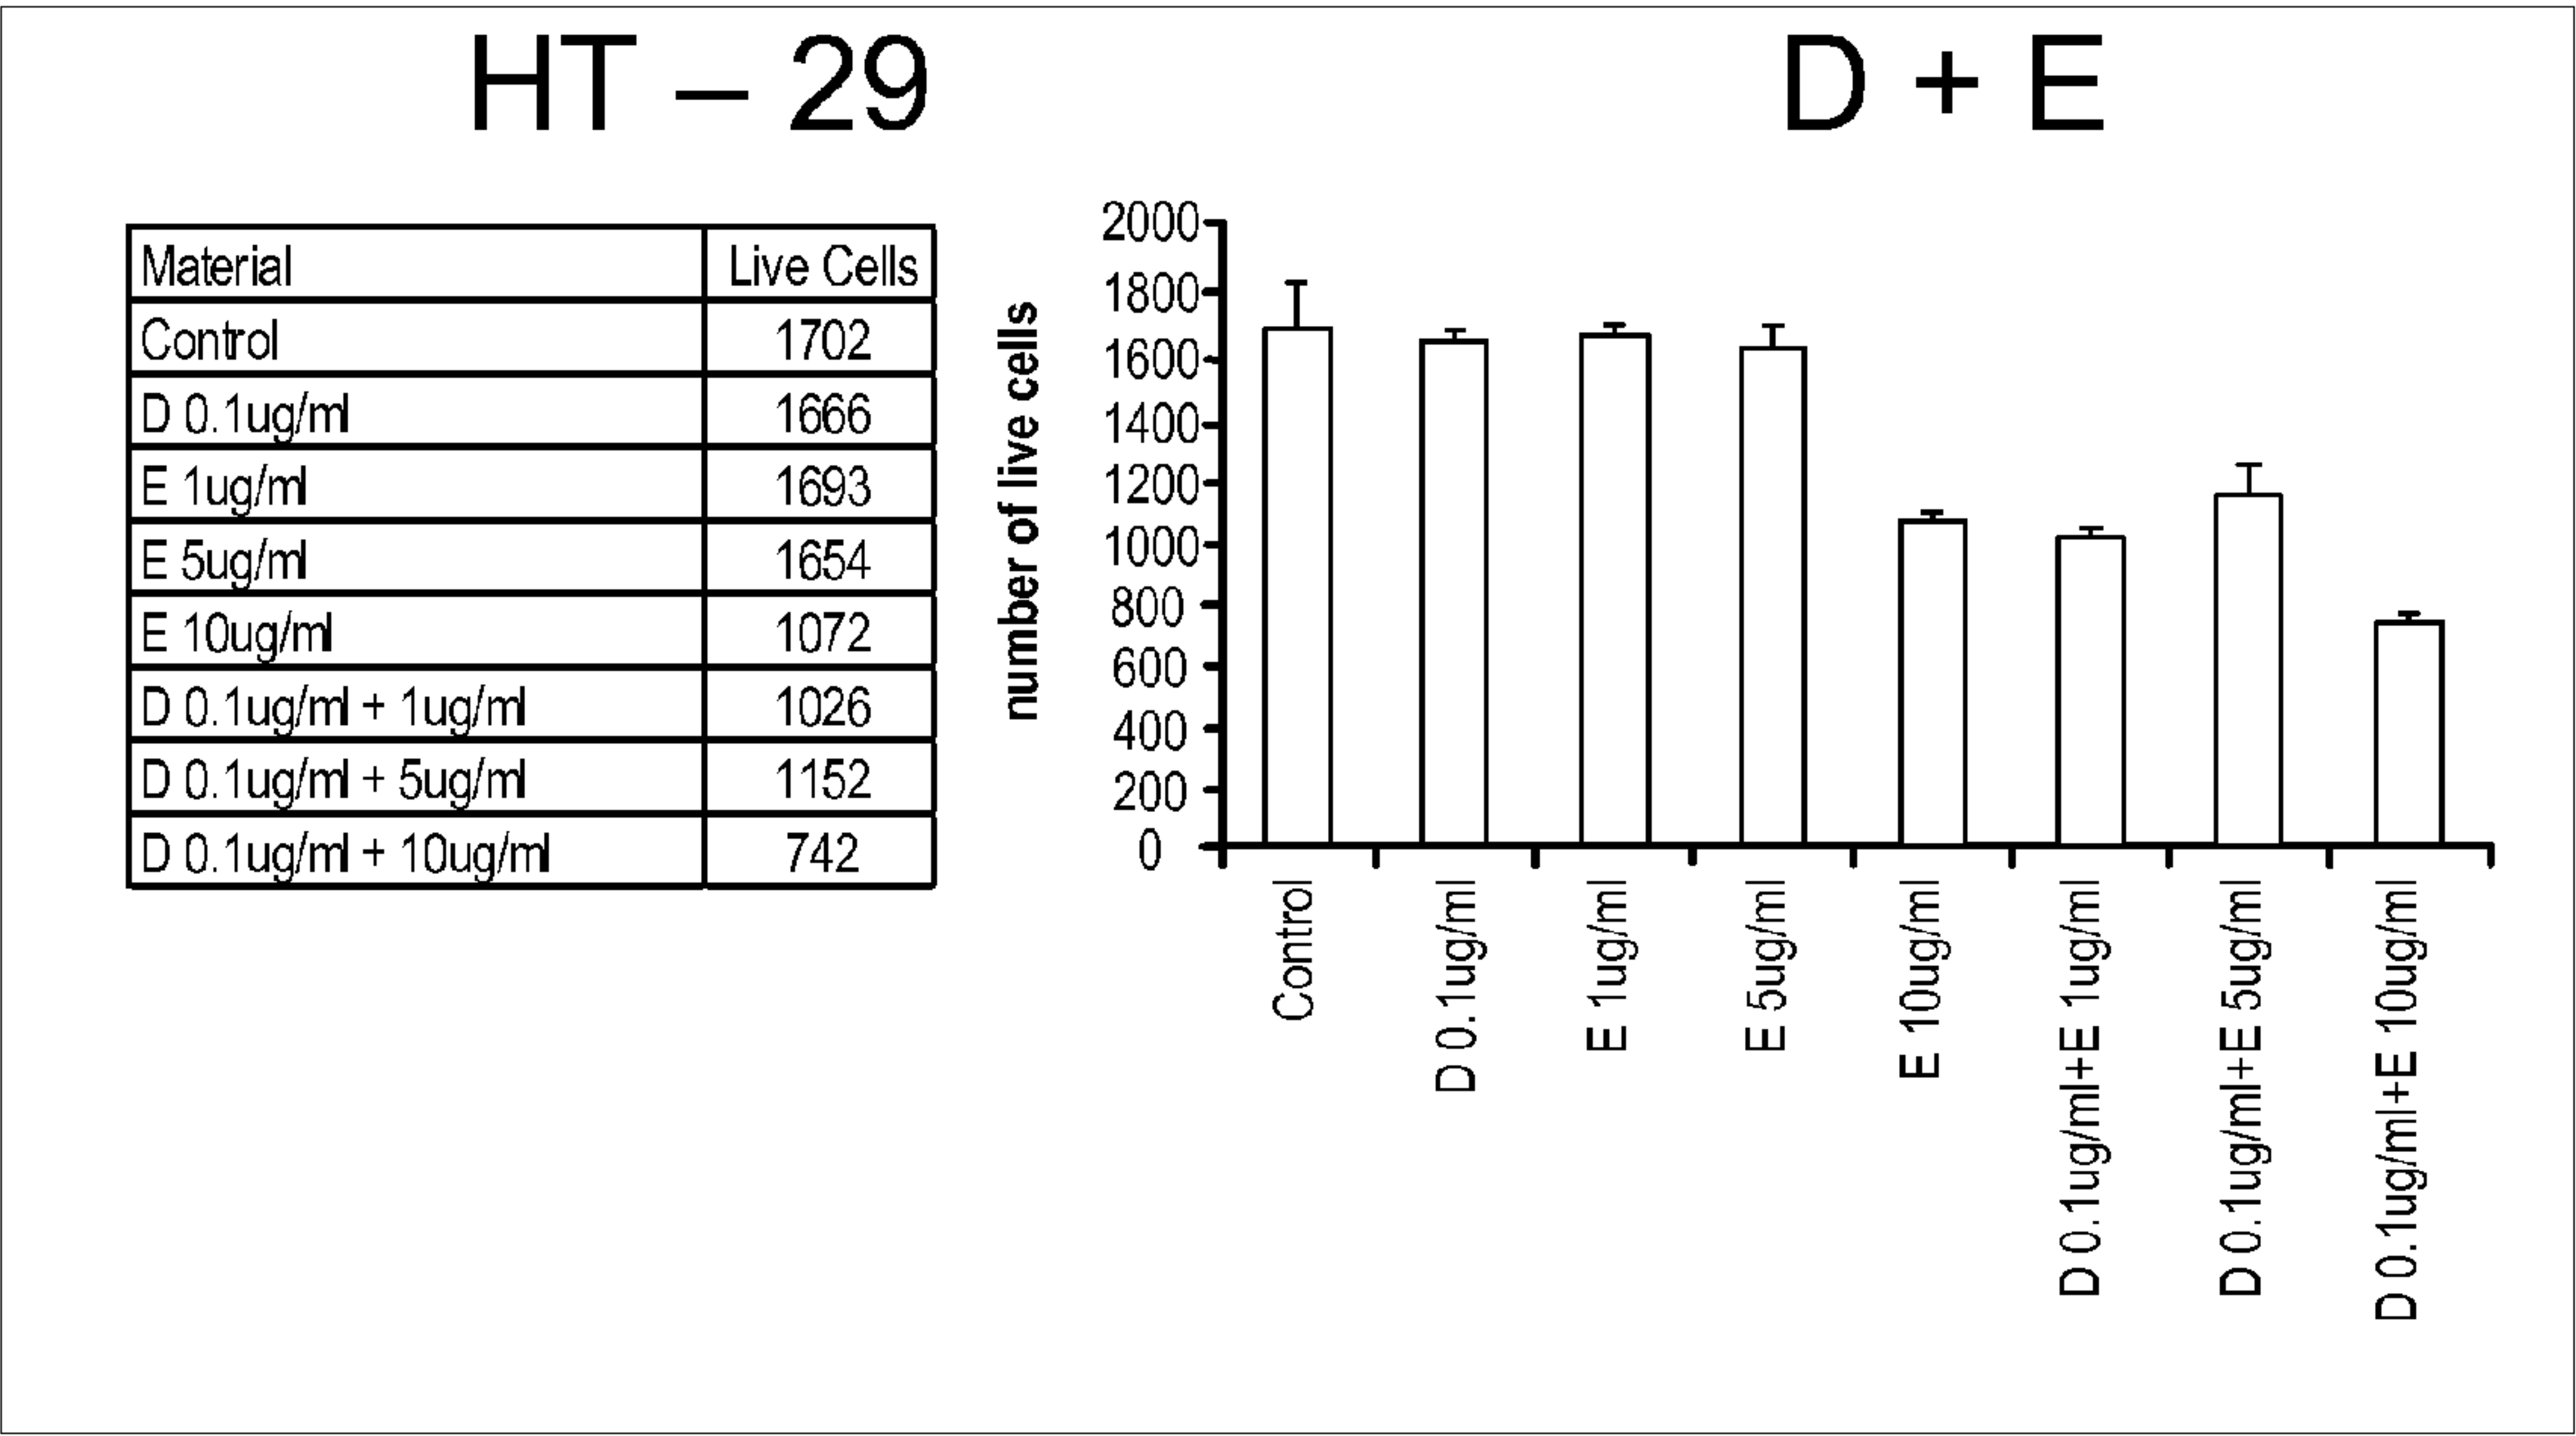 HT – 29
D + E
Material Live Cells
Control 1702
D 0.1ug/ml 1666
E 1ug/ml 1693
E 5ug/ml 1654
E 10ug/ml 1072
D 0.1ug/ml + 1ug/ml 1026
D 0.1ug/ml + 5ug/ml 1152
D 0.1ug/ml + 10ug/ml 742
number of live cells
2000
1800
1600
1400
1200
1000
800
600
400
200
0
Control
D 0.1ug/ml
E 1ug/ml
E 5ug/ml
E 10ug/ml
D 0.1ug/ml+E 1ug/ml
D 0.1ug/ml+E 5ug/ml
D 0.1ug/ml+E 10ug/ml